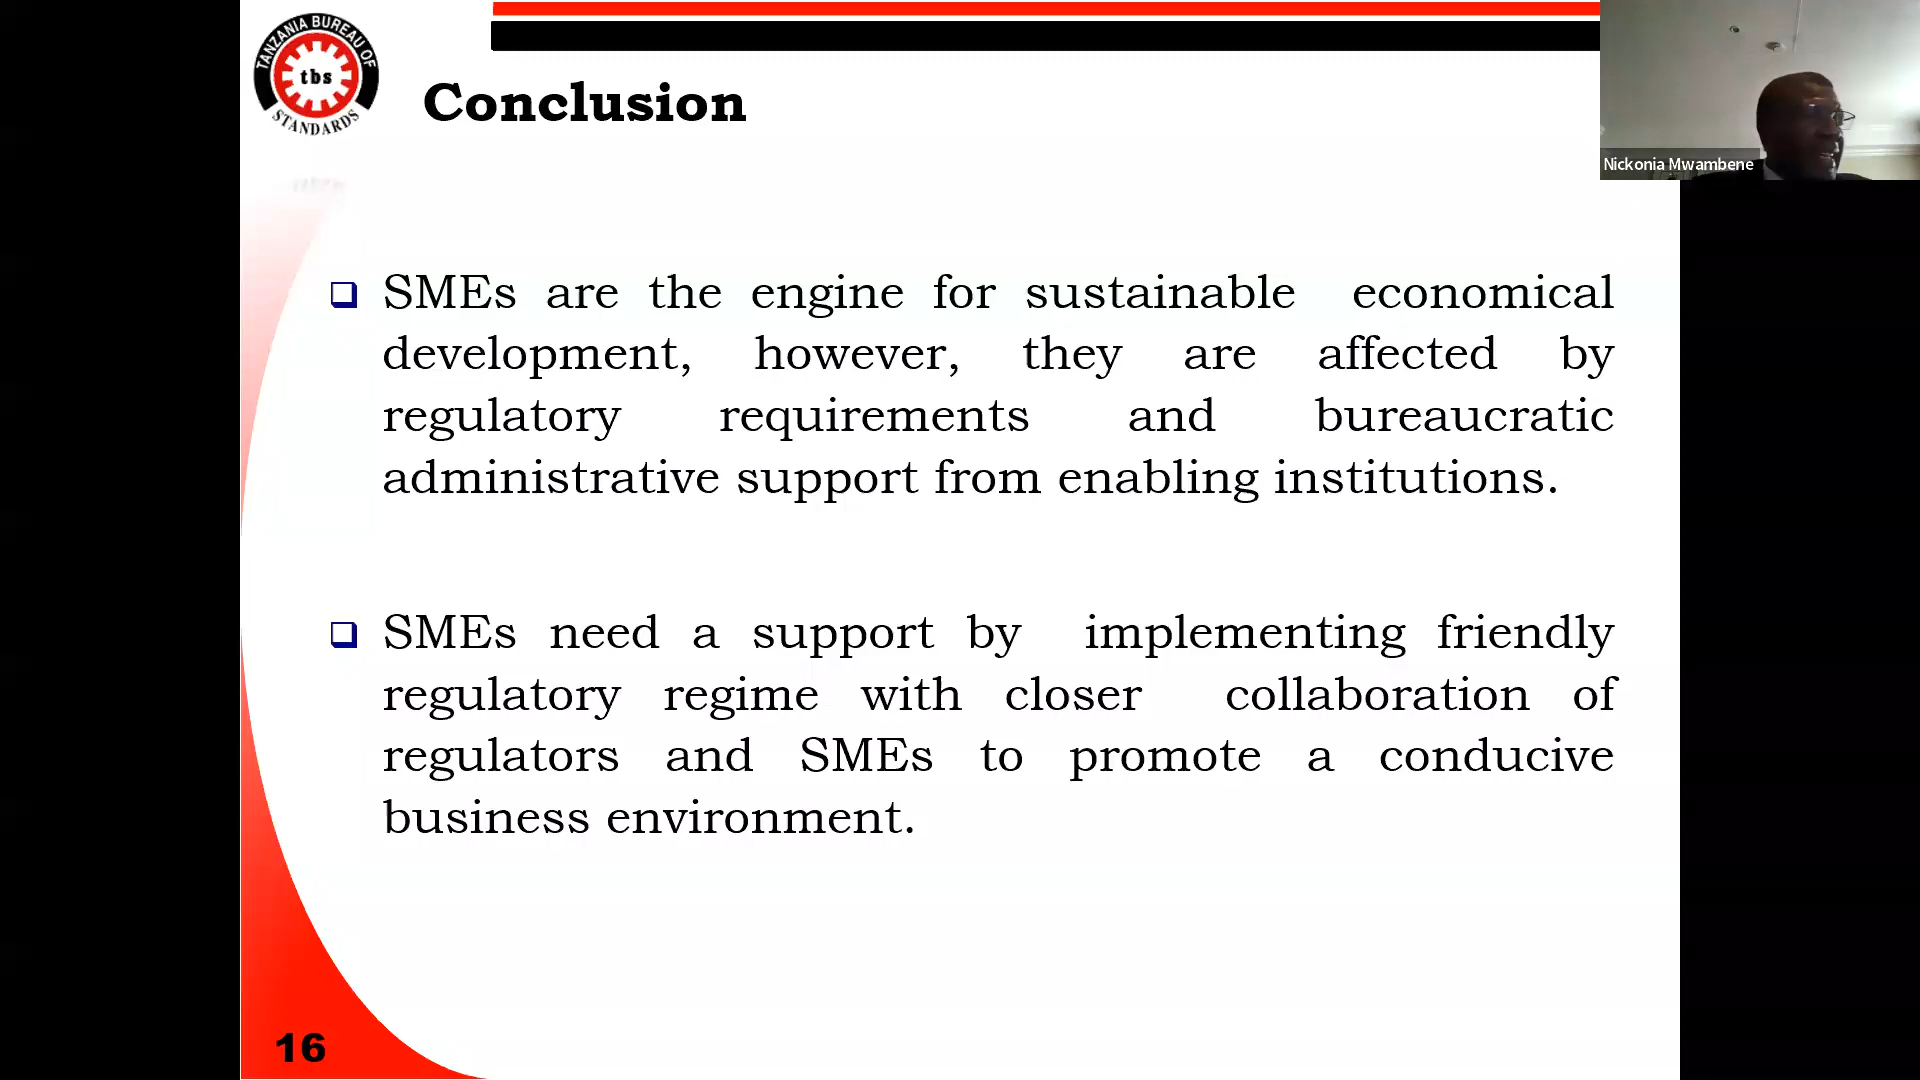 TANZANIA BUREAU OF
tbs
STANDARDS
Conclusion
Nickonia Mwambene
SMEs are the engine for sustainable economical
development, however, they are affected by
regulatory requirements and bureaucratic
administrative support from enabling institutions.
SMEs need a support by implementing friendly
regulatory regime with closer collaboration of
regulators and SMEs to promote a conducive
business environment.
16